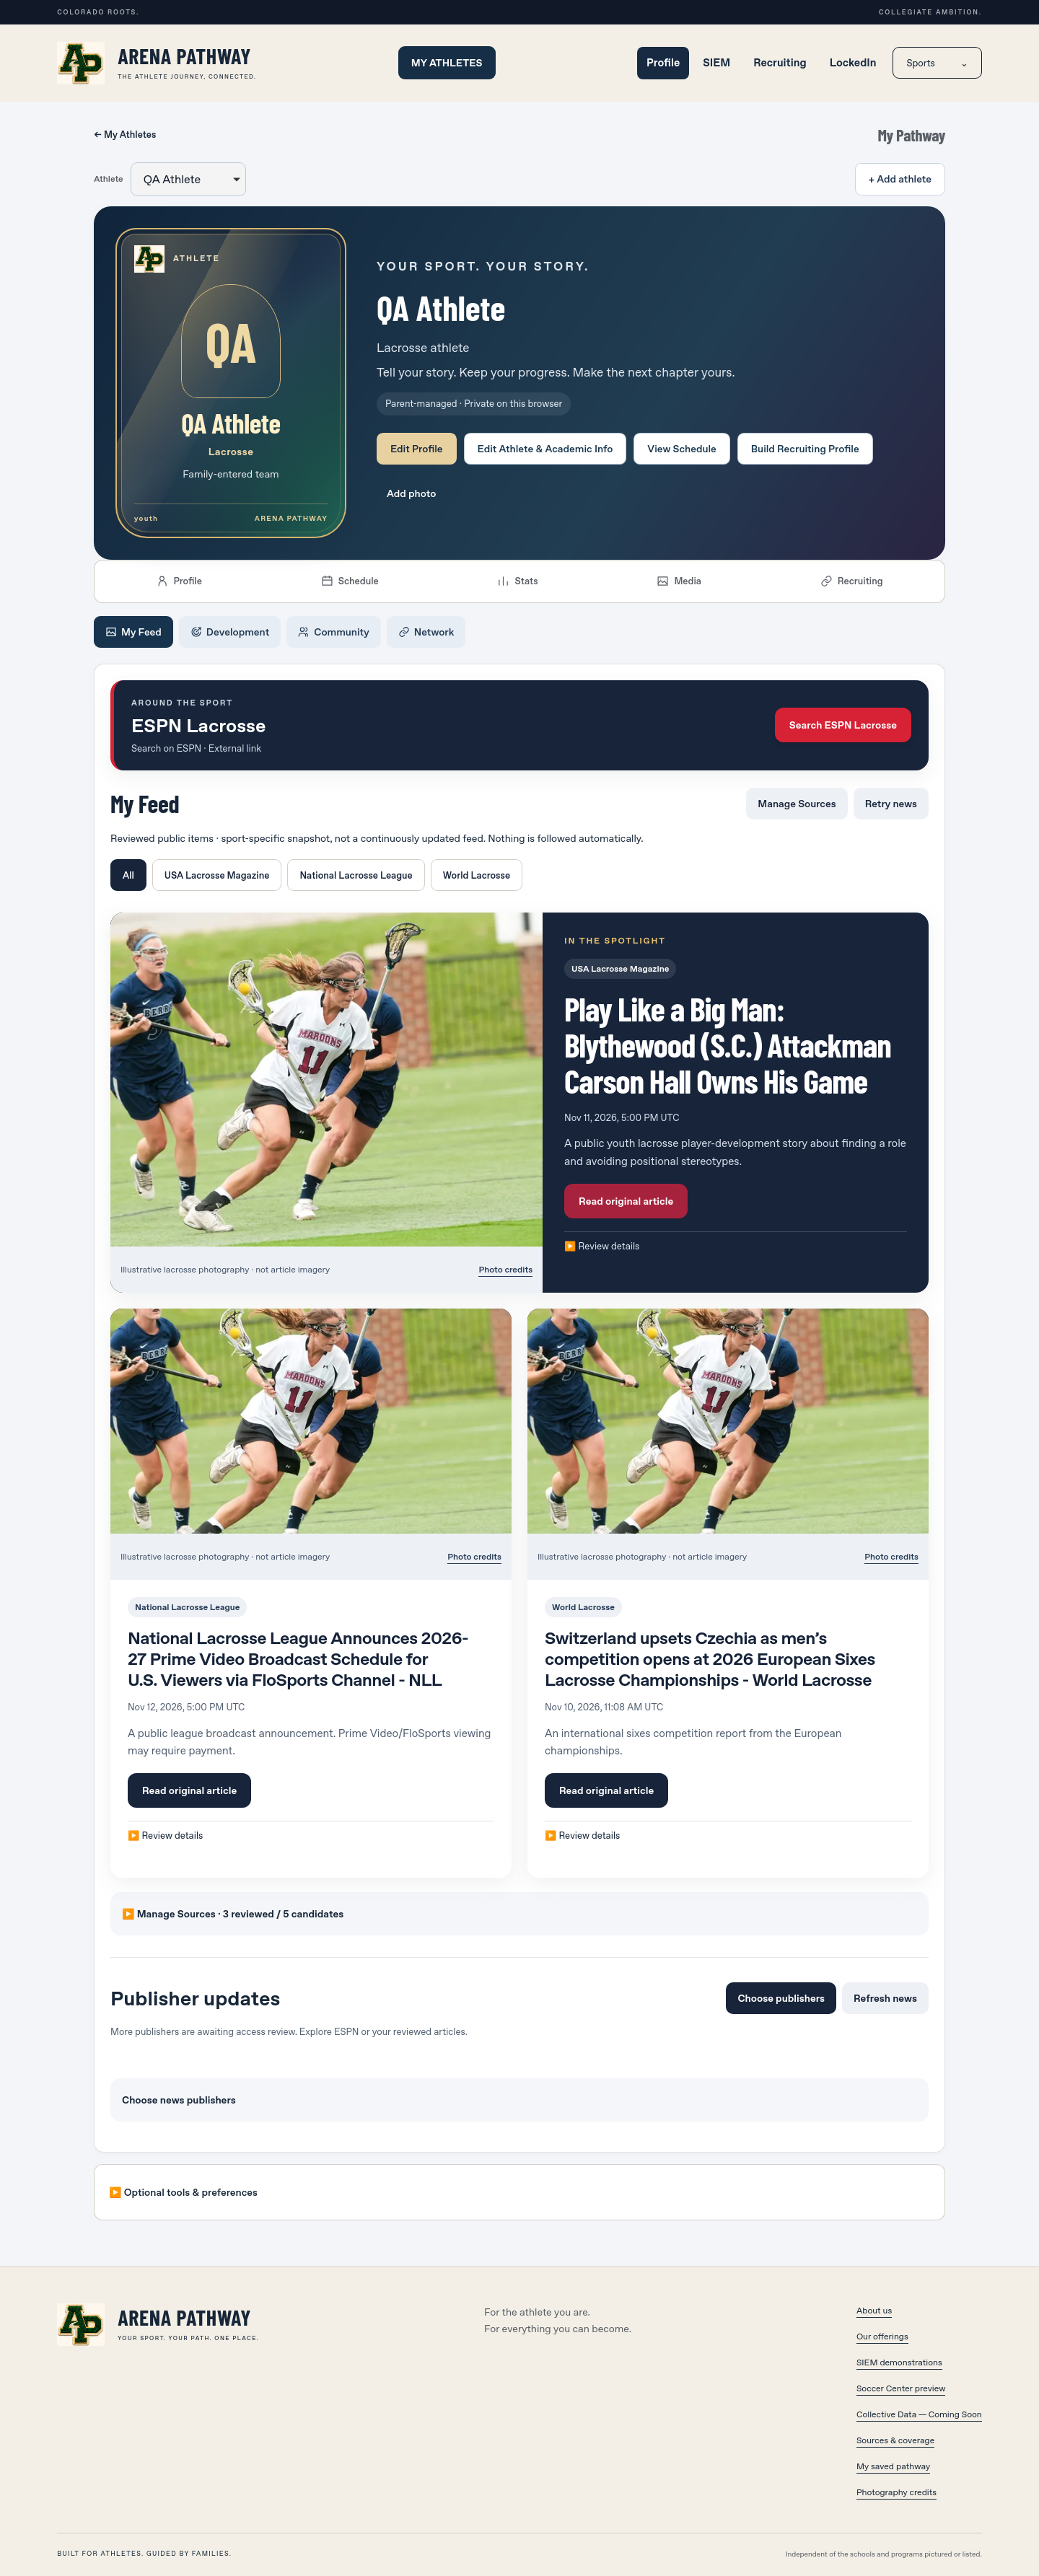 COLORADO ROOTS.
COLLEGIATE AMBITION.
AP
ARENA PATHWAY
THE ATHLETE JOURNEY, CONNECTED.
MY ATHLETES
Profile
SIEM
Recruiting
LockedIn
Sports
← My Athletes
My Pathway
Athlete
QA Athlete
+ Add athlete
AP
ATHLETE
QA
QA Athlete
Lacrosse
Family-entered team
youth
ARENA PATHWAY
YOUR SPORT. YOUR STORY.
QA Athlete
Lacrosse athlete
Tell your story. Keep your progress. Make the next chapter yours.
Parent-managed · Private on this browser
Edit Profile
Edit Athlete & Academic Info
View Schedule
Build Recruiting Profile
Add photo
Profile
Schedule
Stats
Media
Recruiting
My Feed
Development
Community
Network
AROUND THE SPORT
ESPN Lacrosse
Search on ESPN · External link
Search ESPN Lacrosse
My Feed
Manage Sources
Retry news
Reviewed public items · sport-specific snapshot, not a continuously updated feed. Nothing is followed automatically.
All
USA Lacrosse Magazine
National Lacrosse League
World Lacrosse
MAROONS
11
Illustrative lacrosse photography · not article imagery
Photo credits
IN THE SPOTLIGHT
USA Lacrosse Magazine
Play Like a Big Man:
Blythewood (S.C.) Attackman
Carson Hall Owns His Game
Nov 11, 2026, 5:00 PM UTC
A public youth lacrosse player-development story about finding a role
and avoiding positional stereotypes.
Read original article
Review details
MAROONS
11
Illustrative lacrosse photography · not article imagery
Photo credits
National Lacrosse League
National Lacrosse League Announces 2026-
27 Prime Video Broadcast Schedule for
U.S. Viewers via FloSports Channel - NLL
Nov 12, 2026, 5:00 PM UTC
A public league broadcast announcement. Prime Video/FloSports viewing
may require payment.
Read original article
Review details
MAROONS
11
Illustrative lacrosse photography · not article imagery
Photo credits
World Lacrosse
Switzerland upsets Czechia as men's
competition opens at 2026 European Sixes
Lacrosse Championships - World Lacrosse
Nov 10, 2026, 11:08 AM UTC
An international sixes competition report from the European
championships.
Read original article
Review details
Manage Sources · 3 reviewed / 5 candidates
Publisher updates
Choose publishers
Refresh news
More publishers are awaiting access review. Explore ESPN or your reviewed articles.
Choose news publishers
Optional tools & preferences
AP
ARENA PATHWAY
YOUR SPORT. YOUR PATH. ONE PLACE.
For the athlete you are.
For everything you can become.
About us
Our offerings
SIEM demonstrations
Soccer Center preview
Collective Data — Coming Soon
Sources & coverage
My saved pathway
Photography credits
BUILT FOR ATHLETES. GUIDED BY FAMILIES.
Independent of the schools and programs pictured or listed.